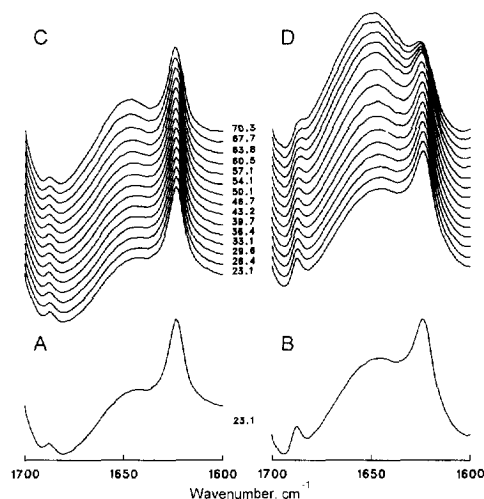 C
D
70.3
67.7
63.8
60.5
57.1
54.1
50.1
46.7
43.2
39.7
36.4
33.1
29.6
26.4
23.1
A
B
23.1
1700 1650 1600 1700 1650 1600
Wavenumber, cm⁻¹